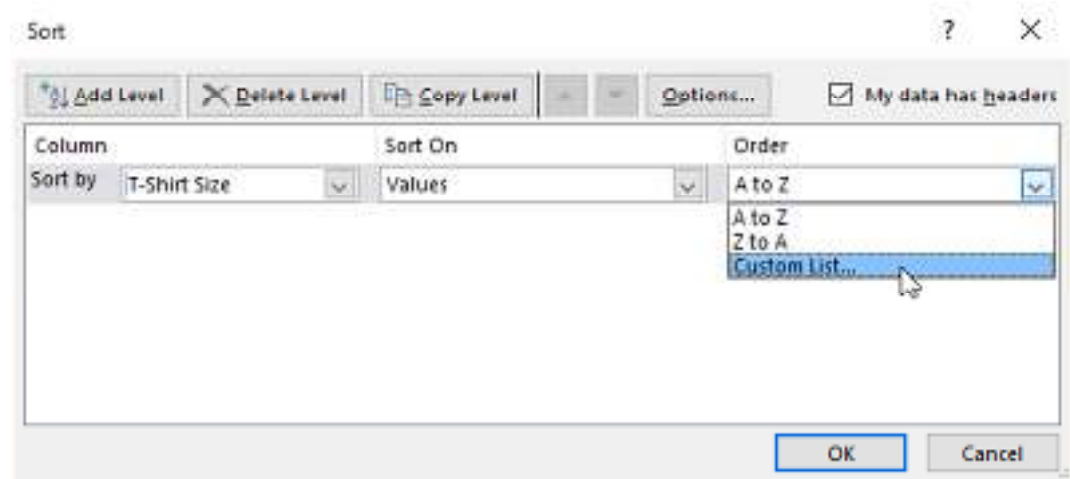 Sort ?
Add Level Delete Level Copy Level Options... My data has headers
Column Sort On Order
Sort by T-Shirt Size Values A to Z
A to Z
Z to A
Custom List...
OK Cancel